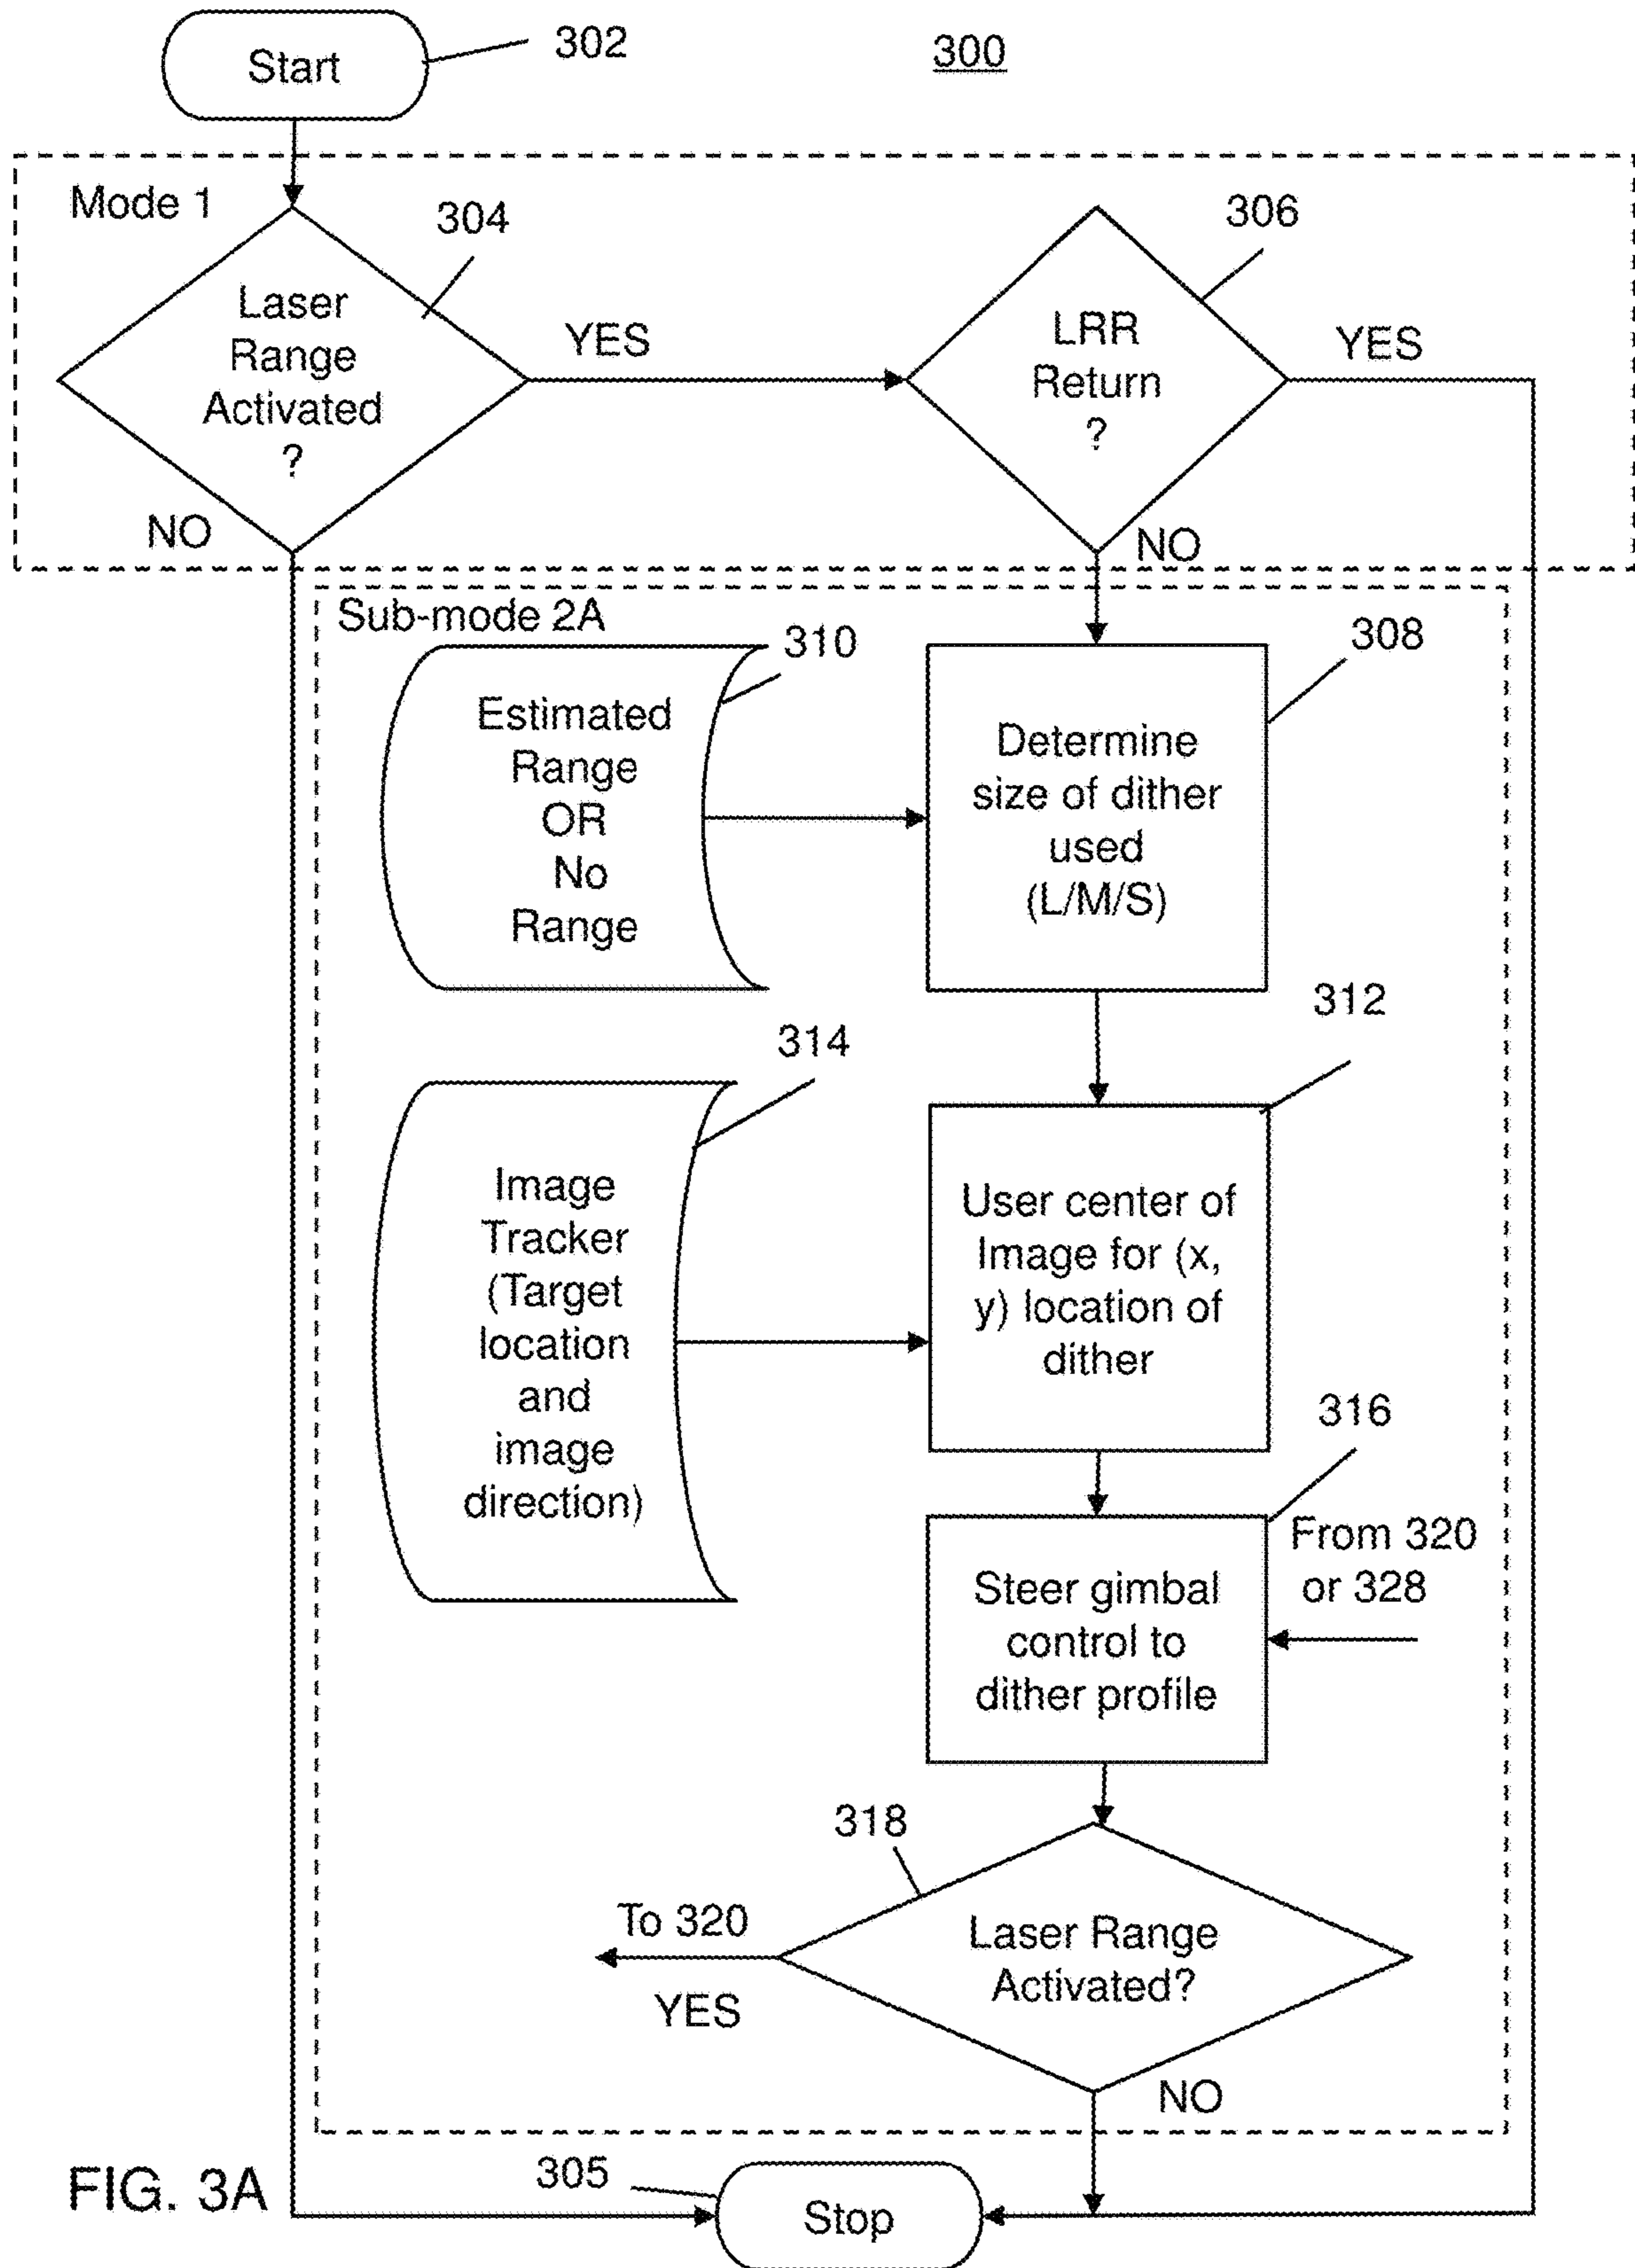 Start
302
300
Mode 1
304
Laser
Range
Activated
?
YES
NO
306
LRR
Return
?
YES
NO
Sub-mode 2A
310
Estimated
Range
OR
No
Range
308
Determine
size of dither
used
(L/M/S)
314
Image
Tracker
(Target
location
and
image
direction)
312
User center of
Image for (x,
y) location of
dither
316
From 320
or 328
Steer gimbal
control to
dither profile
318
To 320
YES
Laser Range
Activated?
NO
305
Stop
FIG. 3A